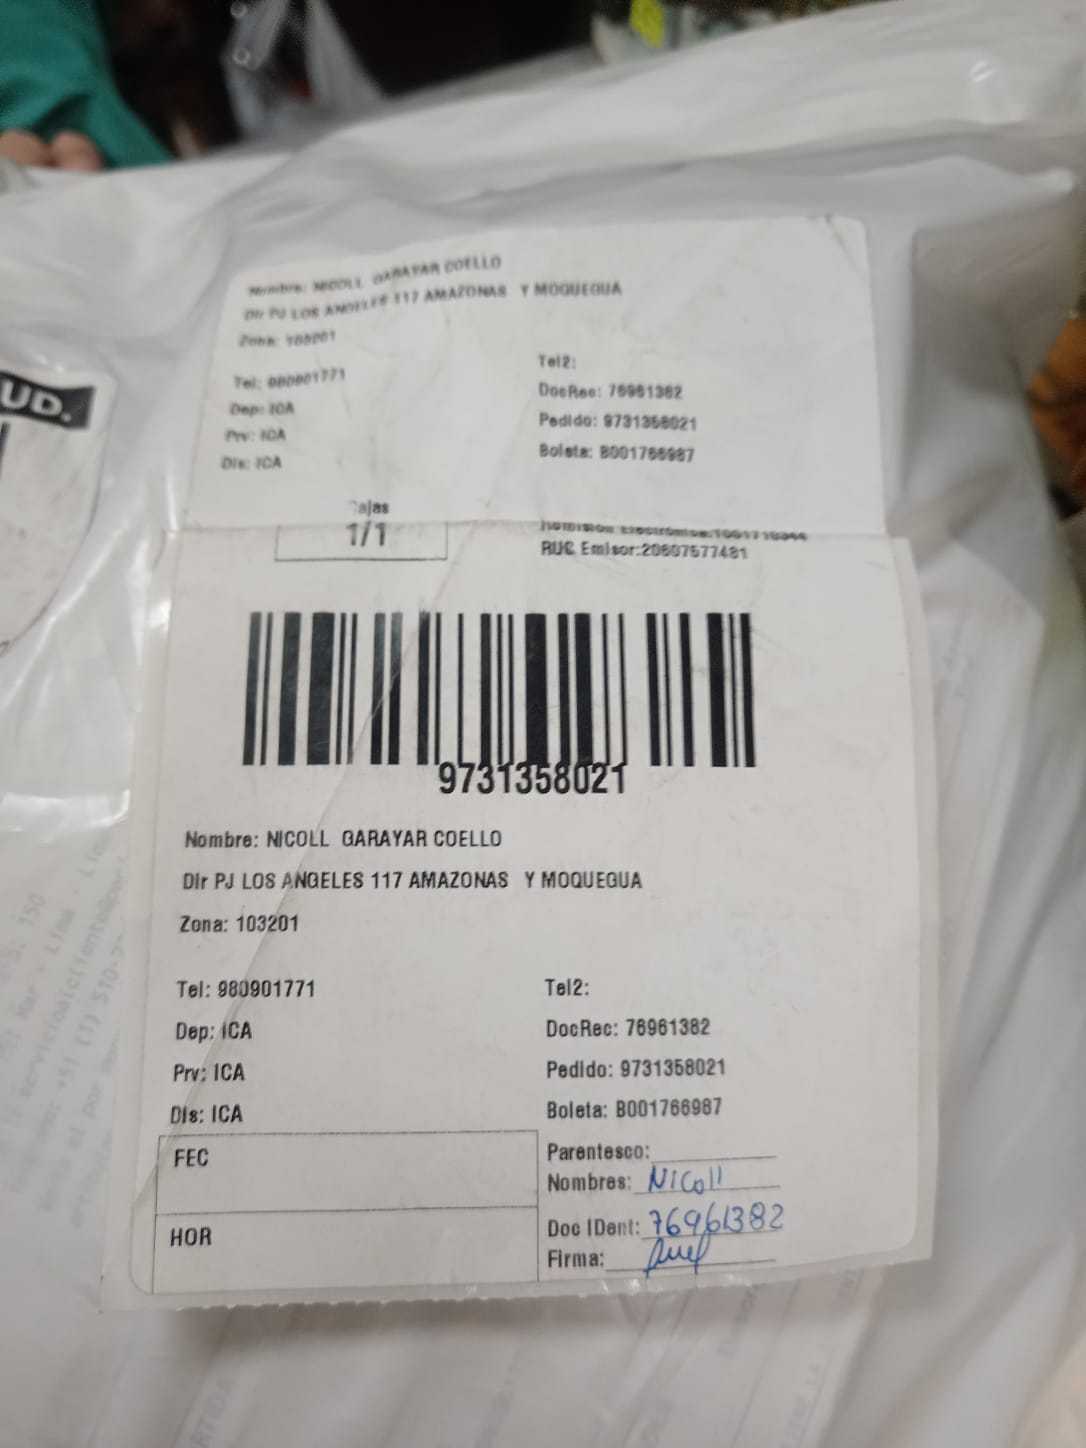 UD.
Nombre: NICOLL GARAYAR COELLO
Dir PJ LOS ANGELES 117 AMAZONAS Y MOQUEGUA
Zona: 103201
Tel: 980901771
Tel2:
Dep: ICA
DocRec: 76961382
Prv: ICA
Pedido: 9731358021
Dis: ICA
Boleta: B001766987
Cajas
1/1
RUC Emisor:20607577481
9731358021
Nombre: NICOLL GARAYAR COELLO
Dir PJ LOS ANGELES 117 AMAZONAS Y MOQUEGUA
Zona: 103201
Tel: 980901771
Tel2:
Dep: ICA
DocRec: 76961382
Prv: ICA
Pedido: 9731358021
Dis: ICA
Boleta: B001766987
FEC
Parentesco:
Nombres: Nicoll
HOR
Doc IDent: 76961382
Firma: